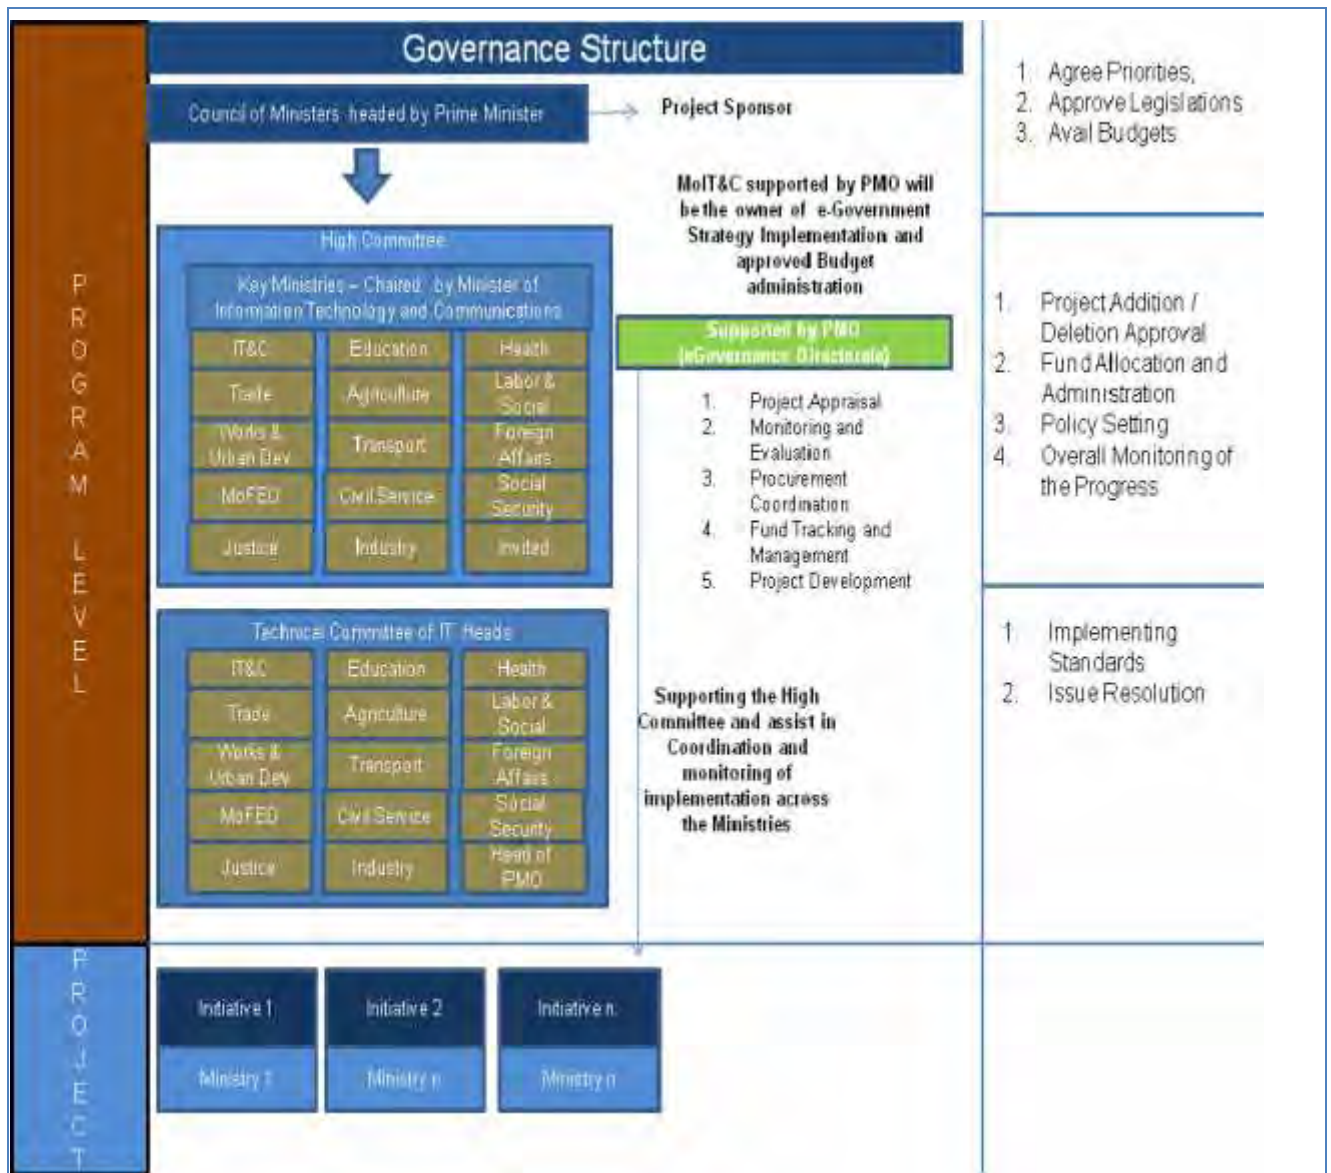 Governance Structure
Council of Ministers headed by Prime Minister
Project Sponsor
1. Agree Priorities,
2. Approve Legislations
3. Avail Budgets
PROGRAM LEVEL
MoIT&C supported by PMO will
be the owner of e-Government
Strategy Implementation and
approved Budget
administration
High Committee
Key Ministries – Chaired by Minister of
Information Technology and Communications
IT&C Education Health
Trade Agriculture Labor &
Social
Works &
Urban Dev Transport Foreign
Affairs
MoFED Civil Service Social
Security
Justice Industry Invited
Supported by PMO
(eGovernance Directorate)
1. Project Appraisal
2. Monitoring and
Evaluation
3. Procurement
Coordination
4. Fund Tracking and
Management
5. Project Development
1. Project Addition /
Deletion Approval
2. Fund Allocation and
Administration
3. Policy Setting
4. Overall Monitoring of
the Progress
Technical Committee of IT Heads
IT&C Education Health
Trade Agriculture Labor &
Social
Works &
Urban Dev Transport Foreign
Affairs
MoFED Civil Service Social
Security
Justice Industry Head of
PMO
Supporting the High
Committee and assist in
Coordination and
monitoring of
implementation across
the Ministries
1 Implementing
Standards
2. Issue Resolution
PROJECT
Initiative 1 Initiative 2 Initiative n.
Ministry 1 Ministry n Ministry n